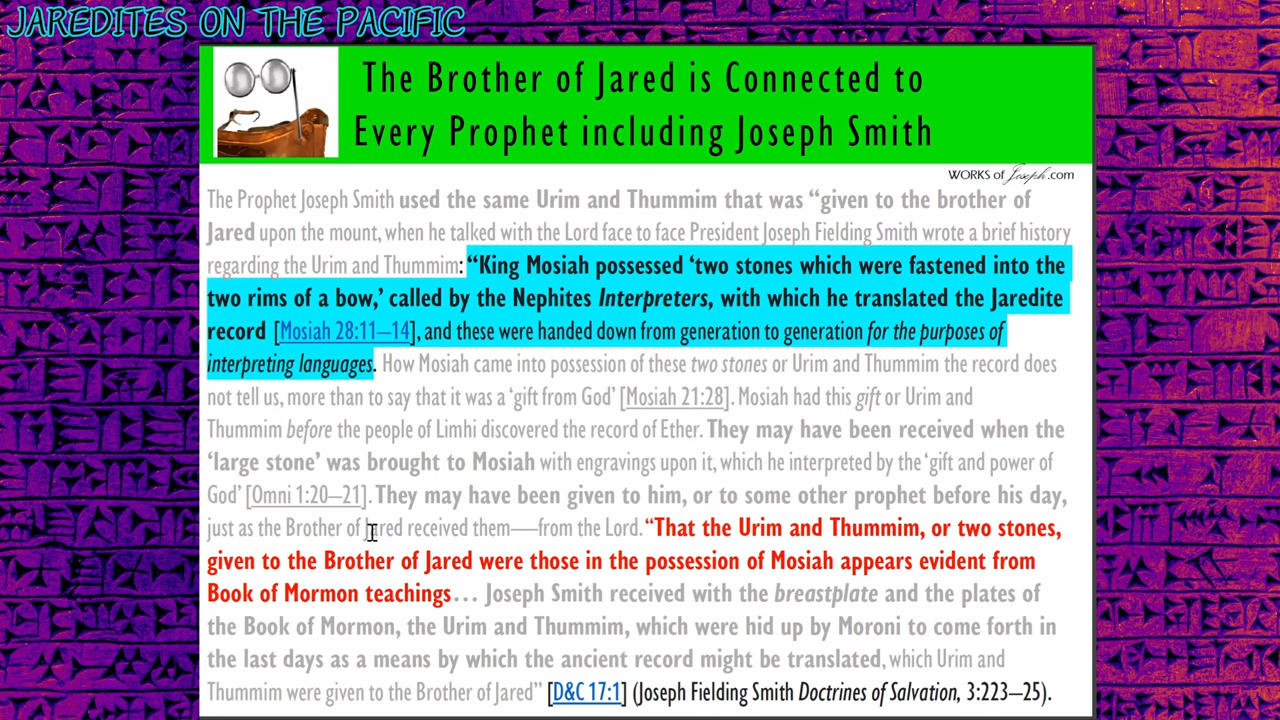 JAREDITES ON THE PACIFIC
The Brother of Jared is Connected to
Every Prophet including Joseph Smith
WORKS of Joseph.com
The Prophet Joseph Smith used the same Urim and Thummim that was “given to the brother of
Jared upon the mount, when he talked with the Lord face to face President Joseph Fielding Smith wrote a brief history
regarding the Urim and Thummim: “King Mosiah possessed ‘two stones which were fastened into the
two rims of a bow,’ called by the Nephites Interpreters, with which he translated the Jaredite
record [Mosiah 28:11—14], and these were handed down from generation to generation for the purposes of
interpreting languages. How Mosiah came into possession of these two stones or Urim and Thummim the record does
not tell us, more than to say that it was a ‘gift from God’ [Mosiah 21:28]. Mosiah had this gift or Urim and
Thummim before the people of Limhi discovered the record of Ether. They may have been received when the
‘large stone’ was brought to Mosiah with engravings upon it, which he interpreted by the ‘gift and power of
God’ [Omni 1:20—21]. They may have been given to him, or to some other prophet before his day,
just as the Brother of Jared received them——from the Lord. “That the Urim and Thummim, or two stones,
given to the Brother of Jared were those in the possession of Mosiah appears evident from
Book of Mormon teachings… Joseph Smith received with the breastplate and the plates of
the Book of Mormon, the Urim and Thummim, which were hid up by Moroni to come forth in
the last days as a means by which the ancient record might be translated, which Urim and
Thummim were given to the Brother of Jared” [D&C 17:1] (Joseph Fielding Smith Doctrines of Salvation, 3:223—25).